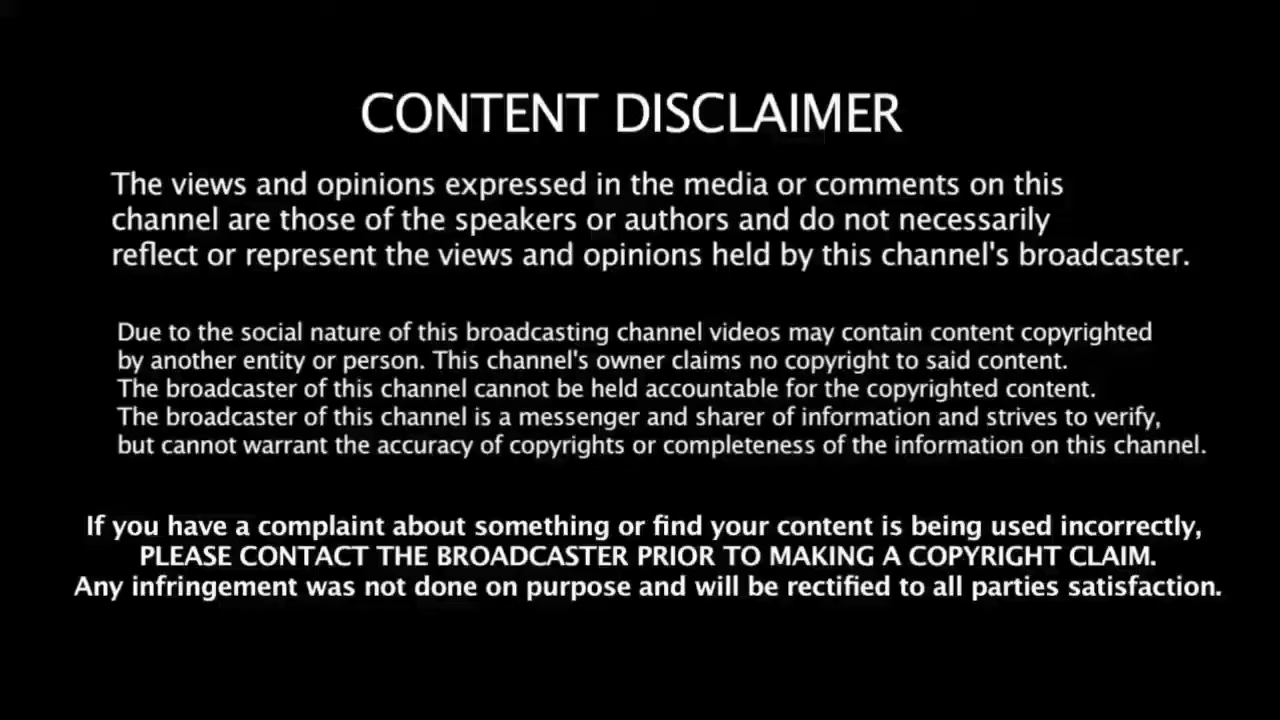 CONTENT DISCLAIMER
The views and opinions expressed in the media or comments on this
channel are those of the speakers or authors and do not necessarily
reflect or represent the views and opinions held by this channel's broadcaster.
Due to the social nature of this broadcasting channel videos may contain content copyrighted
by another entity or person. This channel's owner claims no copyright to said content.
The broadcaster of this channel cannot be held accountable for the copyrighted content.
The broadcaster of this channel is a messenger and sharer of information and strives to verify,
but cannot warrant the accuracy of copyrights or completeness of the information on this channel.
If you have a complaint about something or find your content is being used incorrectly,
PLEASE CONTACT THE BROADCASTER PRIOR TO MAKING A COPYRIGHT CLAIM.
Any infringement was not done on purpose and will be rectified to all parties satisfaction.